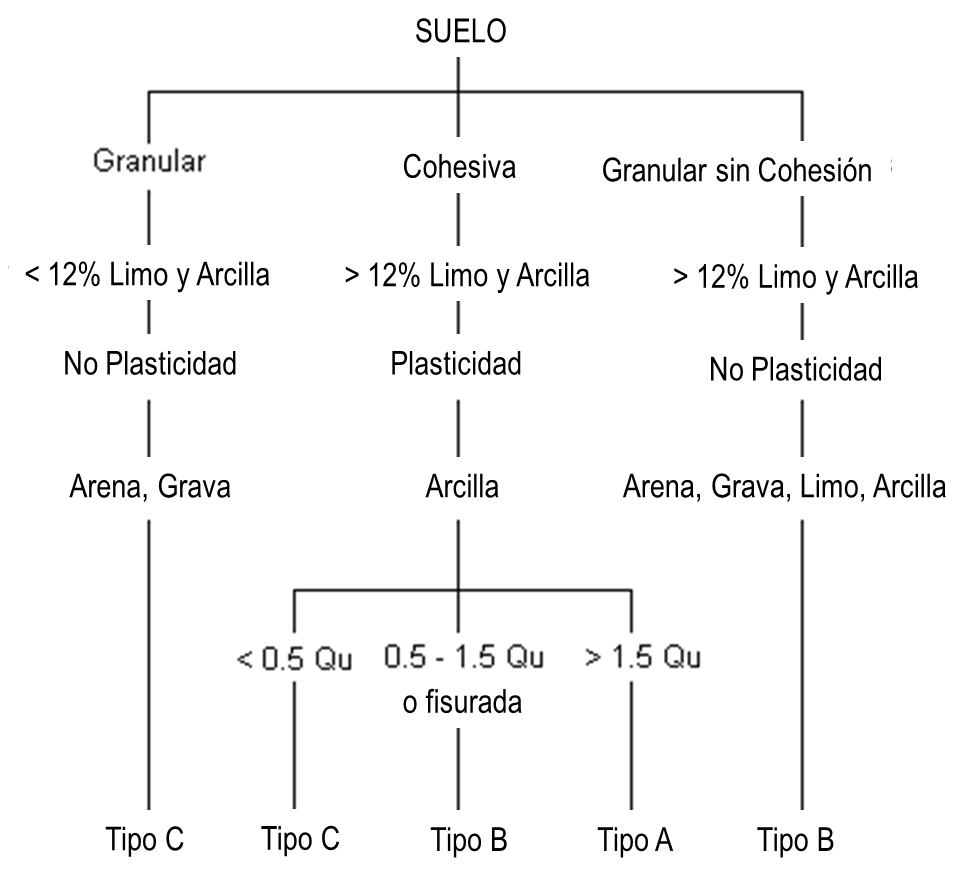 SUELO
Granular
Cohesiva
Granular sin Cohesión
< 12% Limo y Arcilla
> 12% Limo y Arcilla
> 12% Limo y Arcilla
No Plasticidad
Plasticidad
No Plasticidad
Arena, Grava
Arcilla
Arena, Grava, Limo, Arcilla
< 0.5 Qu
0.5 - 1.5 Qu
o fisurada
> 1.5 Qu
Tipo C
Tipo C
Tipo B
Tipo A
Tipo B